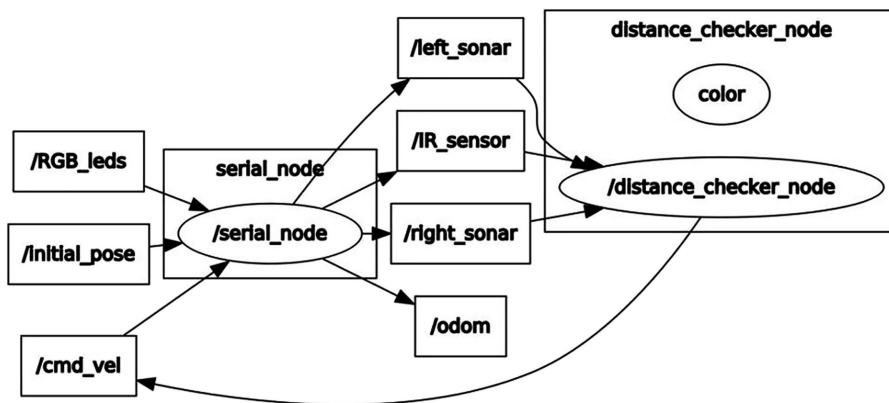 /left_sonar
distance_checker_node
color
/IR_sensor
/RGB_leds
serial_node
/distance_checker_node
/serial_node
/right_sonar
/initial_pose
/odom
/cmd_vel